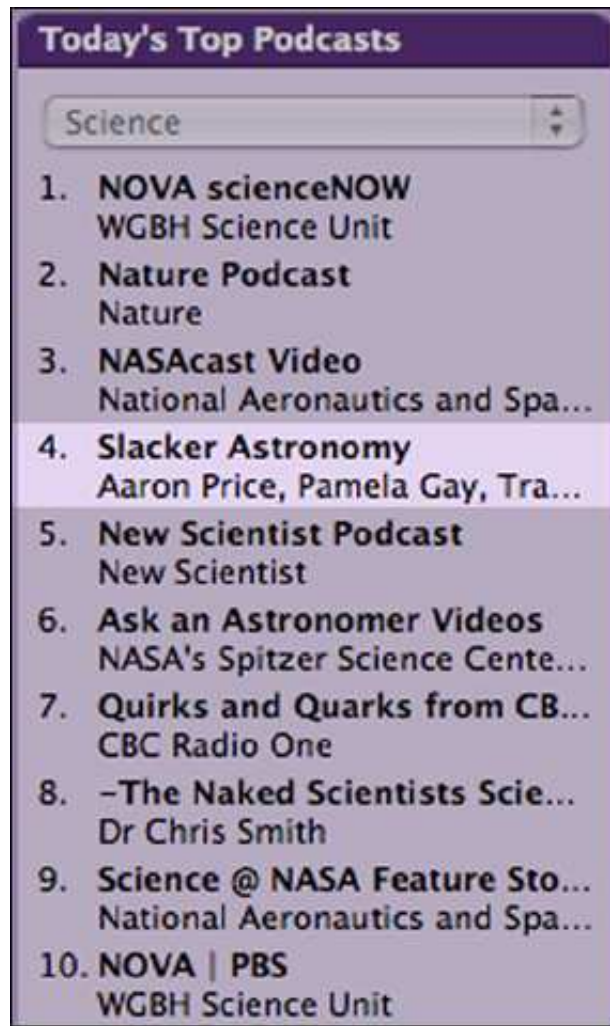 Today's Top Podcasts
Science
1. NOVA scienceNOW
WGBH Science Unit
2. Nature Podcast
Nature
3. NASAcast Video
National Aeronautics and Spa...
4. Slacker Astronomy
Aaron Price, Pamela Gay, Tra...
5. New Scientist Podcast
New Scientist
6. Ask an Astronomer Videos
NASA's Spitzer Science Cente...
7. Quirks and Quarks from CB...
CBC Radio One
8. -The Naked Scientists Scie...
Dr Chris Smith
9. Science @ NASA Feature Sto...
National Aeronautics and Spa...
10. NOVA | PBS
WGBH Science Unit